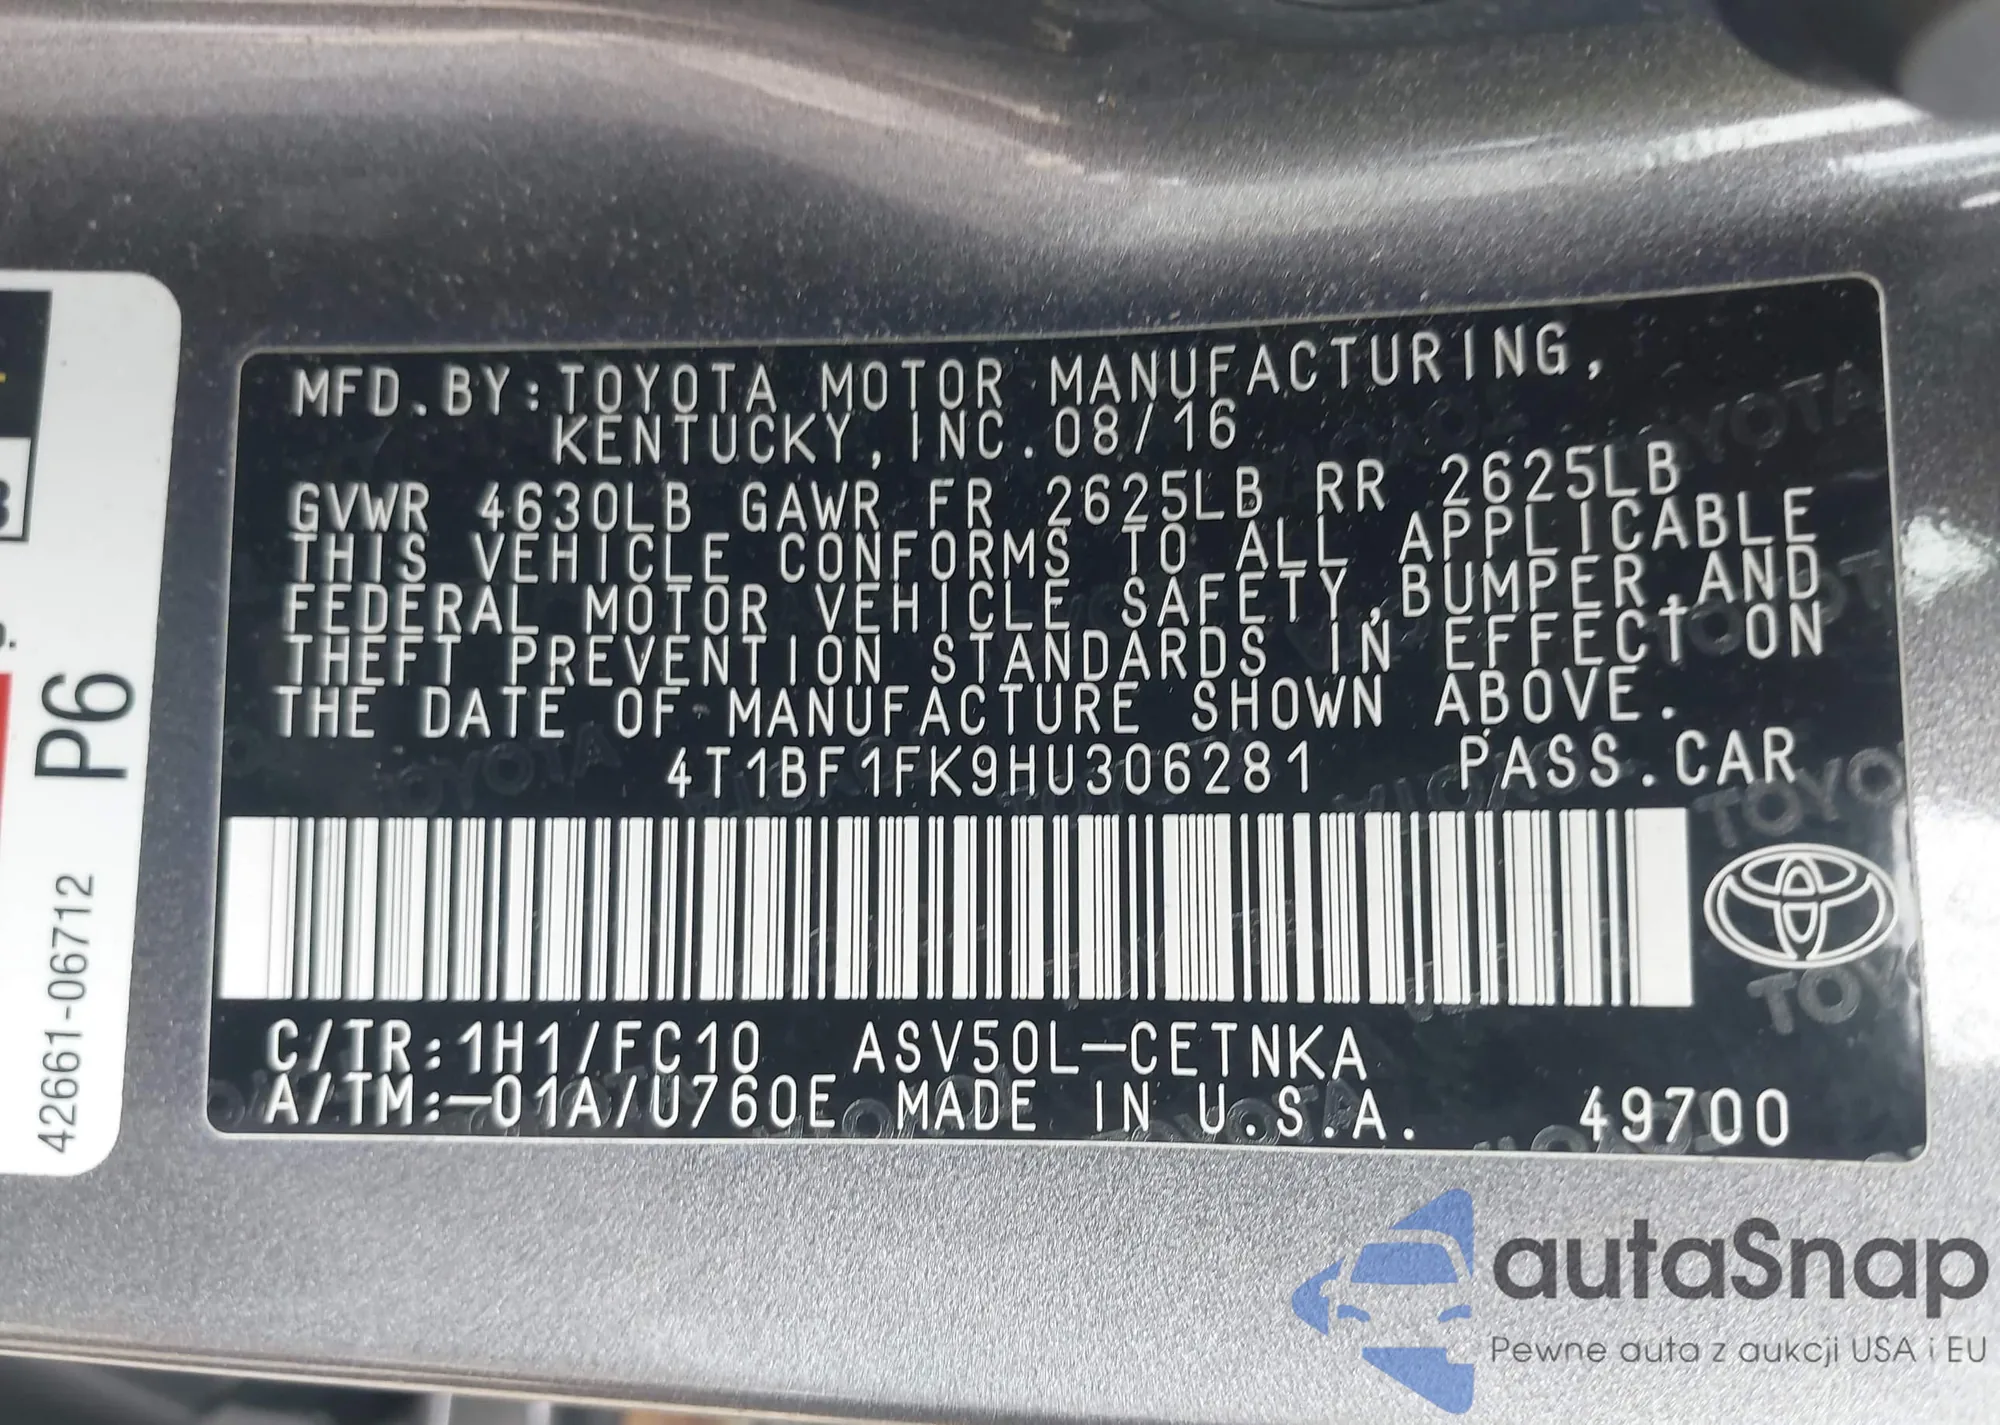 MFD.BY:TOYOTA MOTOR MANUFACTURING,
KENTUCKY,INC.08/16
GVWR 4630LB GAWR FR 2625LB RR 2625LB
THIS VEHICLE CONFORMS TO ALL APPLICABLE
FEDERAL MOTOR VEHICLE SAFETY,BUMPER,AND
THEFT PREVENTION STANDARDS IN EFFECT ON
THE DATE OF MANUFACTURE SHOWN ABOVE.
4T1BF1FK9HU306281 PASS.CAR
C/TR:1H1/FC10 ASV50L-CETNKA
A/TM:-01A/U760E MADE IN U.S.A. 49700
P6
42661-06712
autaSnap
Pewne auta z aukcji USA i EU